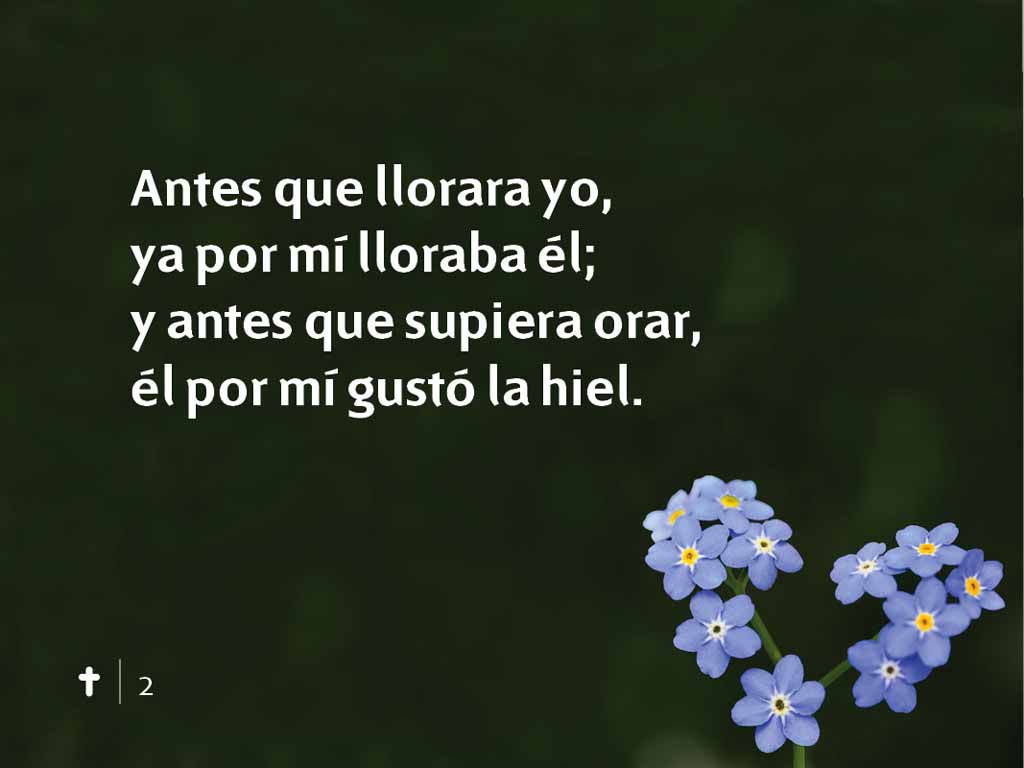 Antes que llorara yo,
ya por mí lloraba él;
y antes que supiera orar,
él por mí gustó la hiel.
2